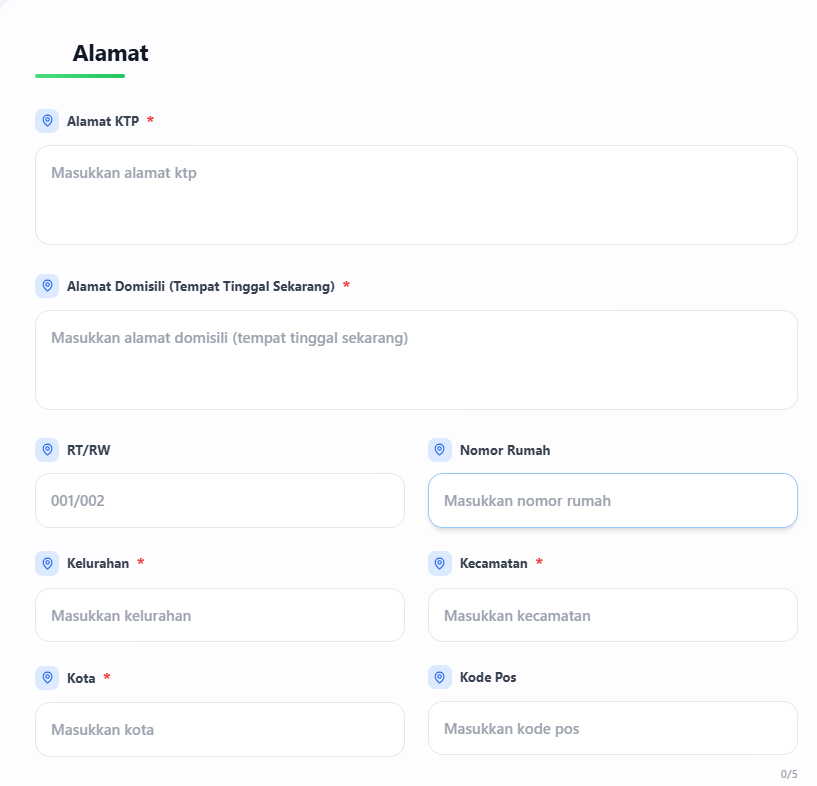 Alamat
Alamat KTP *
Masukkan alamat ktp
Alamat Domisili (Tempat Tinggal Sekarang) *
Masukkan alamat domisili (tempat tinggal sekarang)
RT/RW
001/002
Nomor Rumah
Masukkan nomor rumah
Kelurahan *
Masukkan kelurahan
Kecamatan *
Masukkan kecamatan
Kota *
Masukkan kota
Kode Pos
Masukkan kode pos
0/5